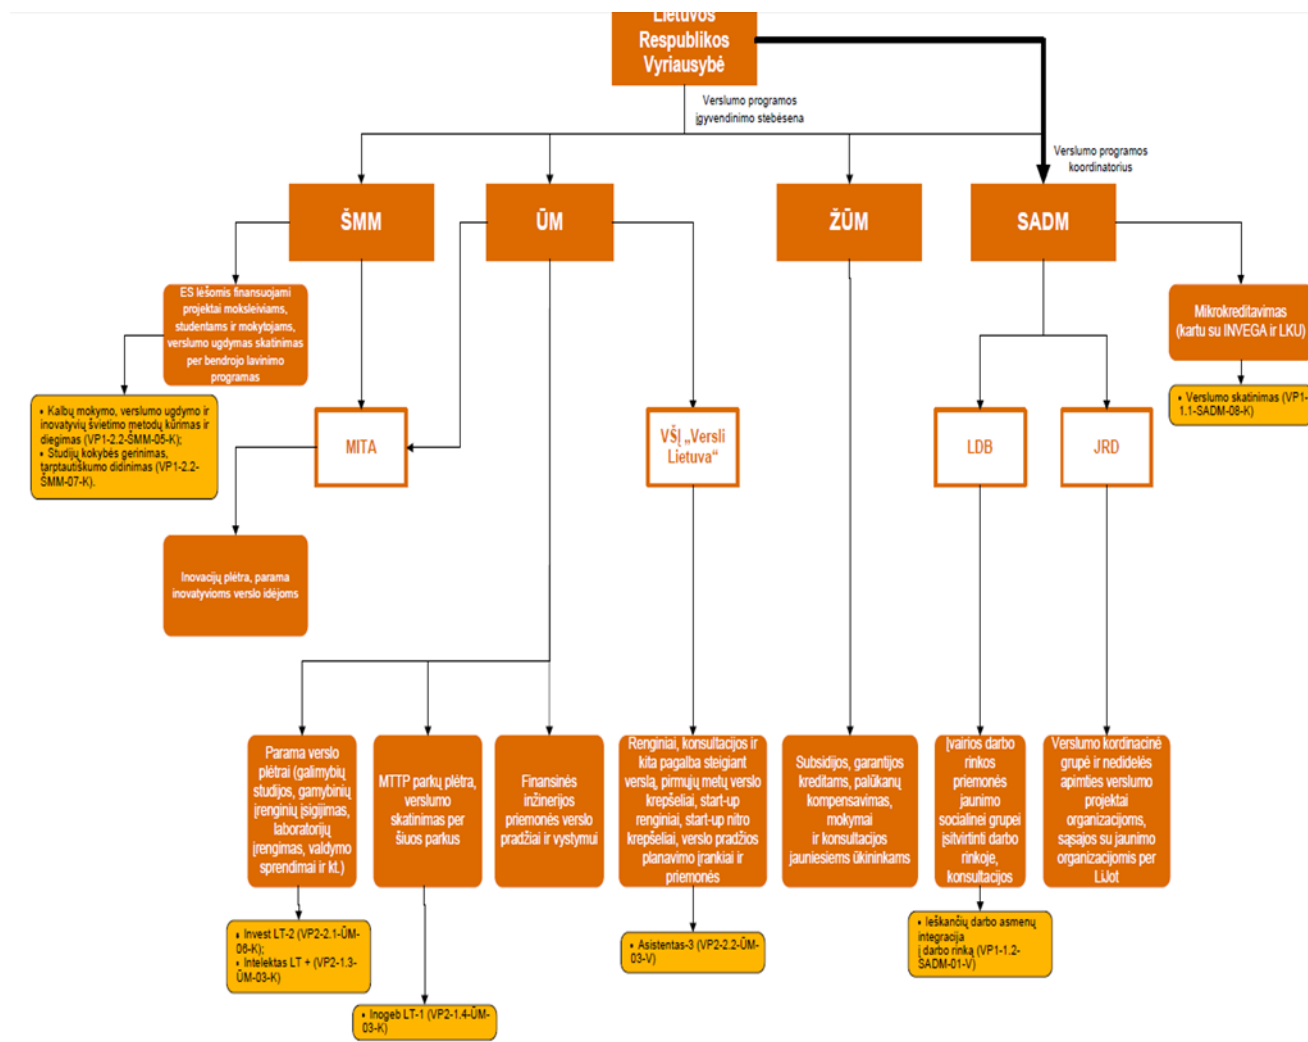 Lietuvos
Respublikos
Vyriausybė
Verslumo programos
įgyvendinimo stebėsena
Verslumo programos
koordinatorius
ŠMM
ŪM
ŽŪM
SADM
ES lėšomis finansuojami
projektai moksleiviams,
studentams ir mokytojams,
verslumo ugdymas skatinimas
per bendrojo lavinimo
programas
Mikrokreditavimas
(kartu su INVEGA ir LKU)
• Kalbų mokymo, verslumo ugdymo ir
inovatyvių švietimo metodų kūrimas ir
diegimas (VP1-2.2-ŠMM-05-K);
• Studijų kokybės gerinimas,
tarptautiškumo didinimas (VP1-2.2-
ŠMM-07-K).
• Verslumo skatinimas (VP1-
1.1-SADM-08-K)
MITA
VŠĮ „Versli
Lietuva“
LDB
JRD
Inovacijų plėtra, parama
inovatyvioms verslo idėjoms
Parama verslo
plėtrai (galimybių
studijos, gamybinių
įrenginių įsigijimas,
laboratorijų
įrengimas, valdymo
sprendimai ir kt.)
MTTP parkų plėtra,
verslumo
skatinimas per
šiuos parkus
Finansinės
inžinerijos
priemonės verslo
pradžiai ir vystymui
Renginiai, konsultacijos ir
kita pagalba steigiant
verslą, pirmųjų metų verslo
krepšeliai, start-up
renginiai, start-up nitro
krepšeliai, verslo pradžios
planavimo įrankiai ir
priemonės
Subsidijos, garantijos
kreditams, palūkanų
kompensavimas,
mokymai
ir konsultacijos
jauniesiems ūkininkams
Įvairios darbo
rinkos
priemonės
jaunimo
socialinei grupei
įsitvirtinti darbo
rinkoje,
konsultacijos
Verslumo kordinacinė
grupė ir nedidelės
apimties verslumo
projektai
organizacijoms,
sąsajos su jaunimo
organizacijomis per
LiJot
• Invest LT-2 (VP2-2.1-ŪM-
06-K);
• Intelektas LT + (VP2-1.3-
ŪM-03-K)
• Inogeb LT-1 (VP2-1.4-ŪM-
03-K)
• Asistentas-3 (VP2-2.2-ŪM-
03-V)
• Ieškančių darbo asmenų
integracija
į darbo rinką (VP1-1.2-
SADM-01-V)